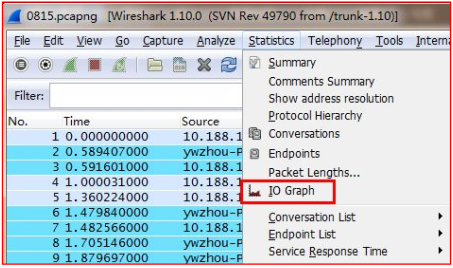 0815.pcapng [Wireshark 1.10.0 (SVN Rev 49790 from /trunk-1.10)]
File Edit View Go Capture Analyze Statistics Telephony Tools Interna
Summary
Comments Summary
Filter:
Show address resolution
Protocol Hierarchy
No. Time Source
Conversations
1 0.000000000 10.188.1
Endpoints
2 0.589407000 ywzhou-P
Packet Lengths...
3 0.591601000 10.188.1
4 1.000031000 10.188.1
IO Graph
5 1.360224000 10.188.1
6 1.479840000 ywzhou-P
Conversation List
7 1.482566000 10.188.1
Endpoint List
8 1.705146000 ywzhou-P
Service Response Time
9 1.879697000 ywzhou-P